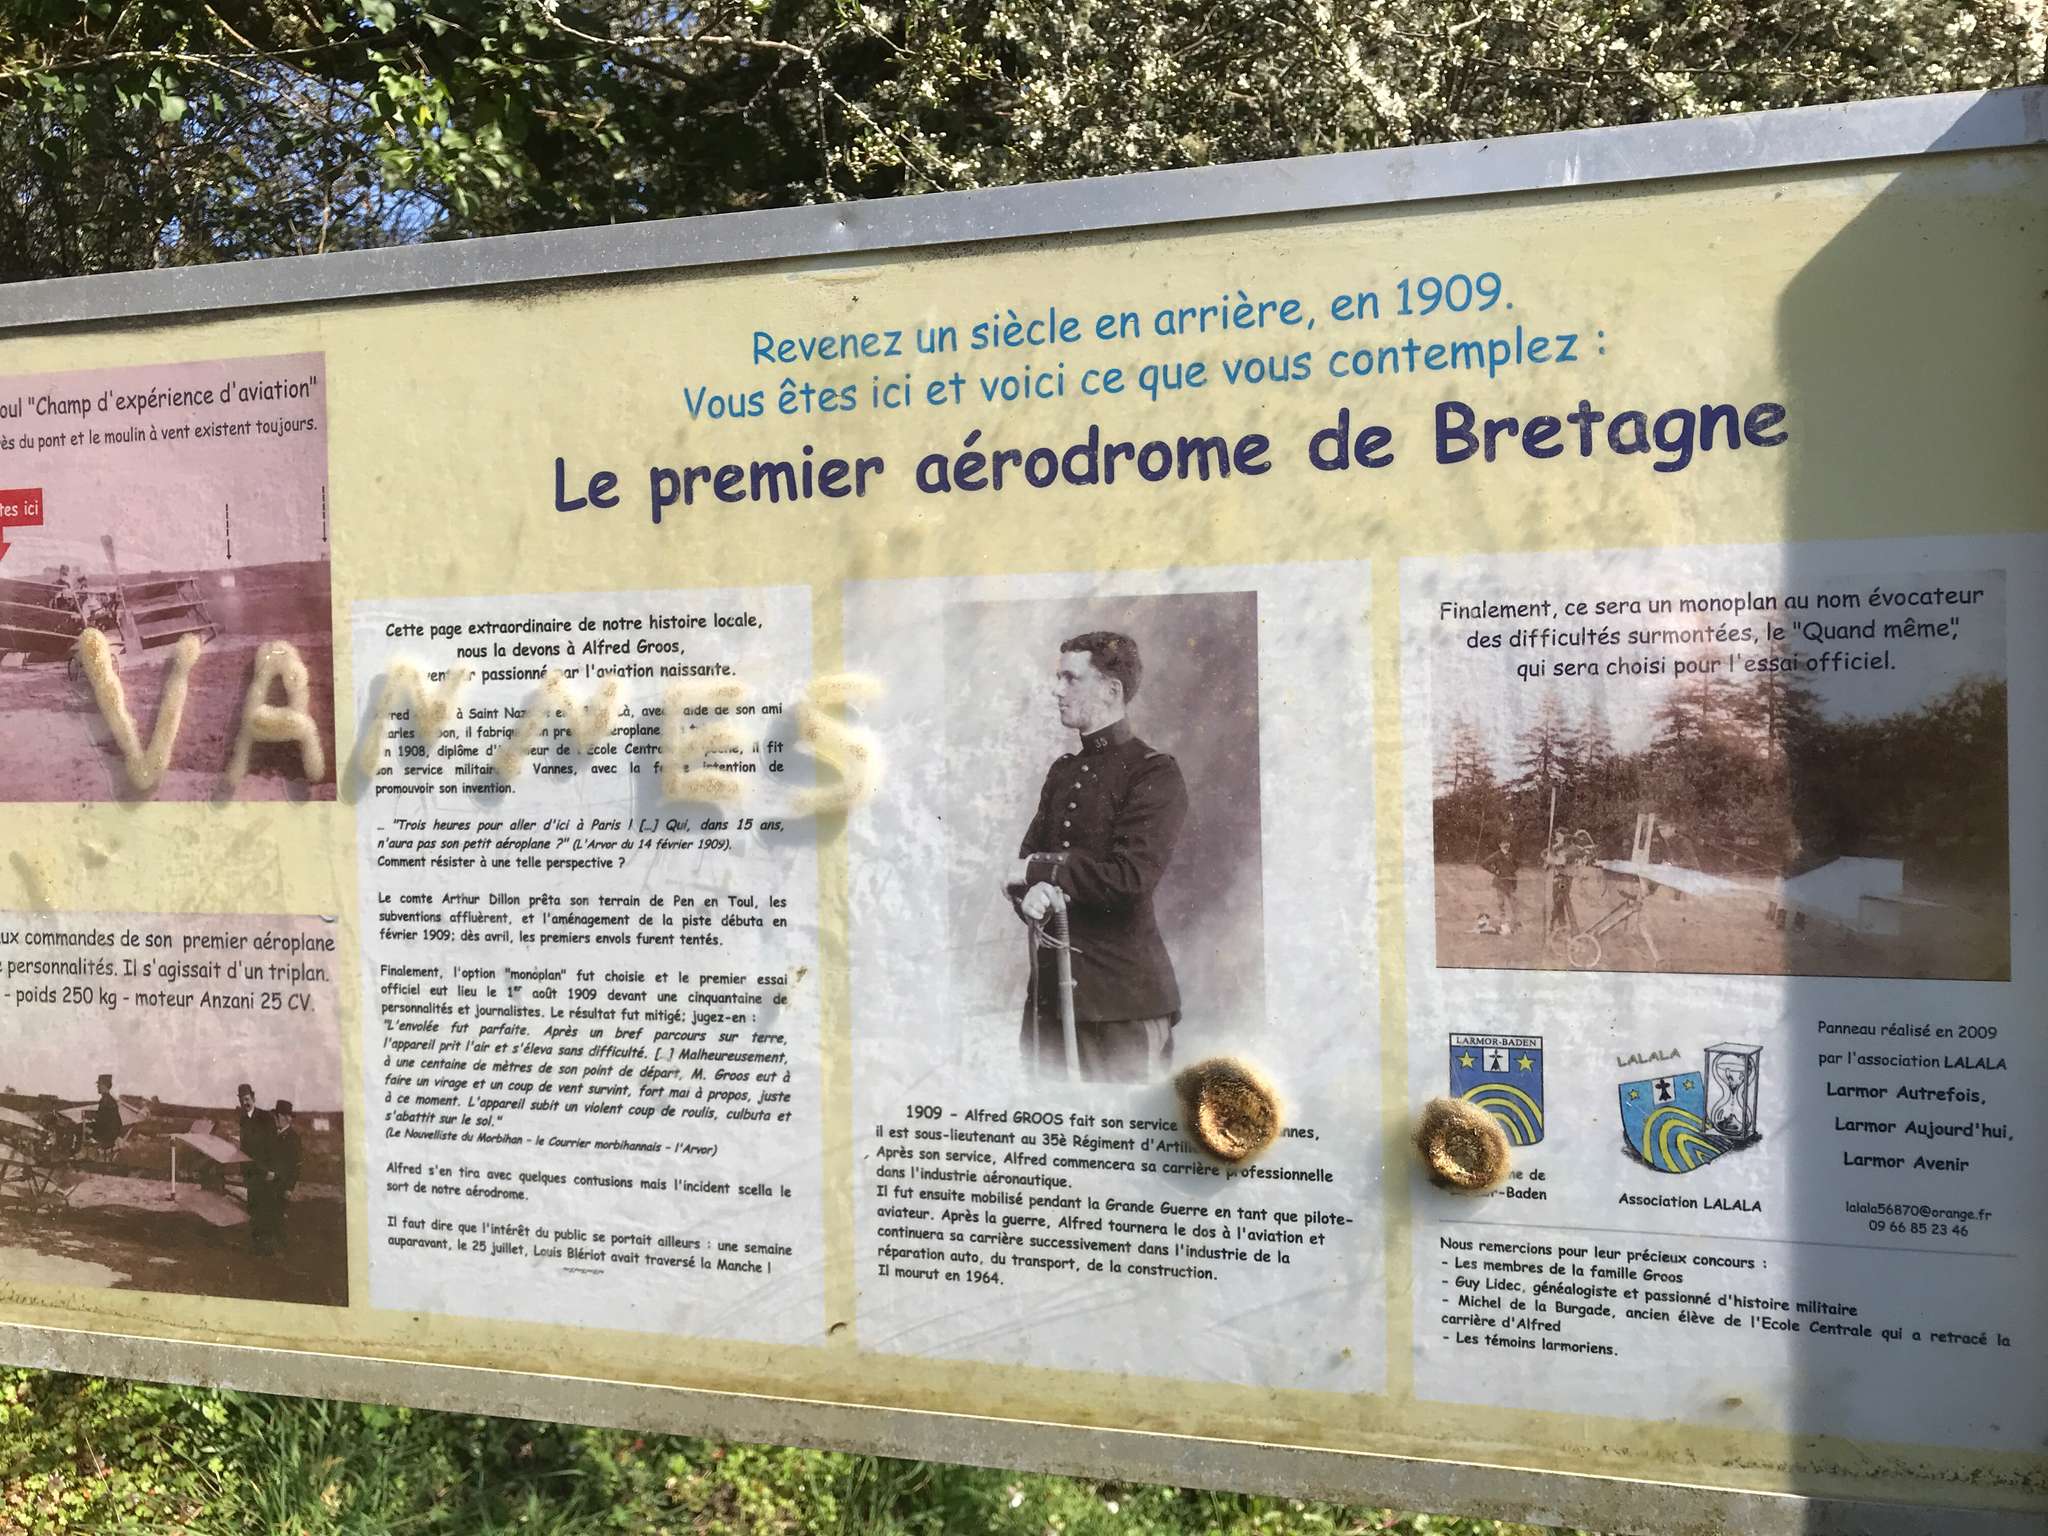 Revenez un siècle en arrière, en 1909.
Vous êtes ici et voici ce que vous contemplez :
Le premier aérodrome de Bretagne
"Champ d'expérience d'aviation"
du pont et le moulin à vent existent toujours.
ici
VANNES
commandes de son premier aéroplane
personnalités. Il s'agissait d'un triplan.
- poids 250 kg - moteur Anzani 25 CV.
Cette page extraordinaire de notre histoire locale,
nous la devons à Alfred Groos,
passionné par l'aviation naissante.
à Saint de son ami
il
1908, diplôme de École il fit
son service Vannes, avec la intention de
promouvoir son invention.
... "Trois heures pour aller d'ici à Paris ! [...] Qui, dans 15 ans,
n'aura pas son petit aéroplane ?" (L'Arvor du 14 février 1909).
Comment résister à une telle perspective ?
Le comte Arthur Dillon prêta son terrain de Pen en Toul, les
subventions affluèrent, et l'aménagement de la piste débuta en
février 1909; dès avril, les premiers envols furent tentés.
Finalement, l'option "monoplan" fut choisie et le premier essai
officiel eut lieu le 1er août 1909 devant une cinquantaine de
personnalités et journalistes. Le résultat fut mitigé; jugez-en :
"L'envolée fut parfaite. Après un bref parcours sur terre,
l'appareil prit l'air et s'éleva sans difficulté. [...] Malheureusement,
à une centaine de mètres de son point de départ, M. Groos eut à
faire un virage et un coup de vent survint, fort mal à propos, juste
à ce moment. L'appareil subit un violent coup de roulis, culbuta et
s'abattit sur le sol."
(Le Nouvelliste du Morbihan - le Courrier morbihannais - l'Arvor)
Alfred s'en tira avec quelques contusions mais l'incident scella le
sort de notre aérodrome.
Il faut dire que l'intérêt du public se portait ailleurs : une semaine
auparavant, le 25 juillet, Louis Blériot avait traversé la Manche !
1909 - Alfred GROOS fait son service
il est sous-lieutenant au 35è Régiment
Après son service, Alfred commencera sa carrière professionnelle
dans l'industrie aéronautique.
Il fut ensuite mobilisé pendant la Grande Guerre en tant que pilote-
aviateur. Après la guerre, Alfred tournera le dos à l'aviation et
continuera sa carrière successivement dans l'industrie de la
réparation auto, du transport, de la construction.
Il mourut en 1964.
Finalement, ce sera un monoplan au nom évocateur
des difficultés surmontées, le "Quand même",
qui sera choisi pour l'essai officiel.
LARMOR-BADEN
de
-Baden
LALALA
Association LALALA
Panneau réalisé en 2009
par l'association LALALA
Larmor Autrefois,
Larmor Aujourd'hui,
Larmor Avenir
lalala56870@orange.fr
09 66 85 23 46
Nous remercions pour leur précieux concours :
- Les membres de la famille Groos
- Guy Lidec, généalogiste et passionné d'histoire militaire
- Michel de la Burgade, ancien élève de l'Ecole Centrale qui a retracé la
carrière d'Alfred
- Les témoins larmoriens.